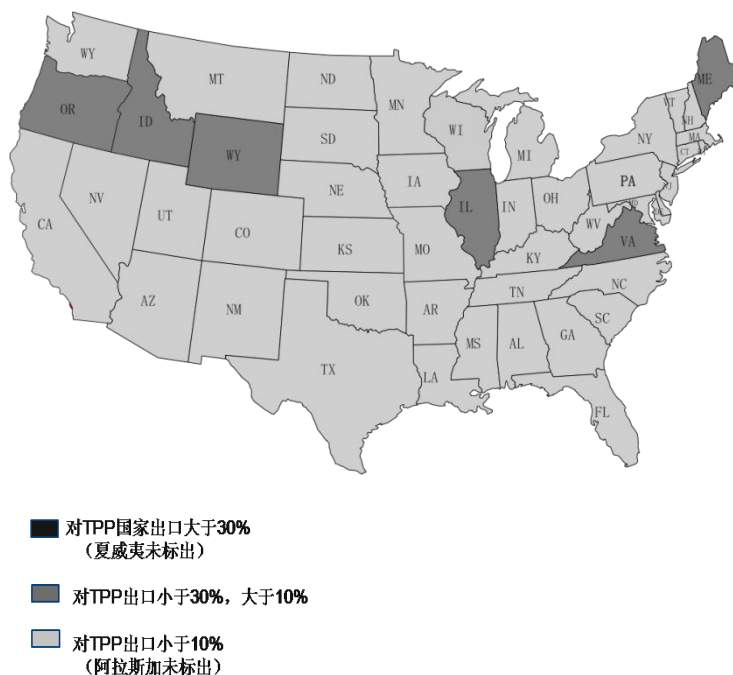 WY
MT
ND
MN
ME
OR
ID
WY
SD
WI
MI
VT
NH
NY
MA
CT
NV
UT
CO
NE
IA
IL
IN
OH
PA
NJ
CA
KS
MO
WV
VA
KY
AZ
NM
OK
AR
TN
NC
SC
TX
LA
MS
AL
GA
FL
对TPP国家出口大于30%
（夏威夷未标出）
对TPP出口小于30%，大于10%
对TPP出口小于10%
（阿拉斯加未标出）